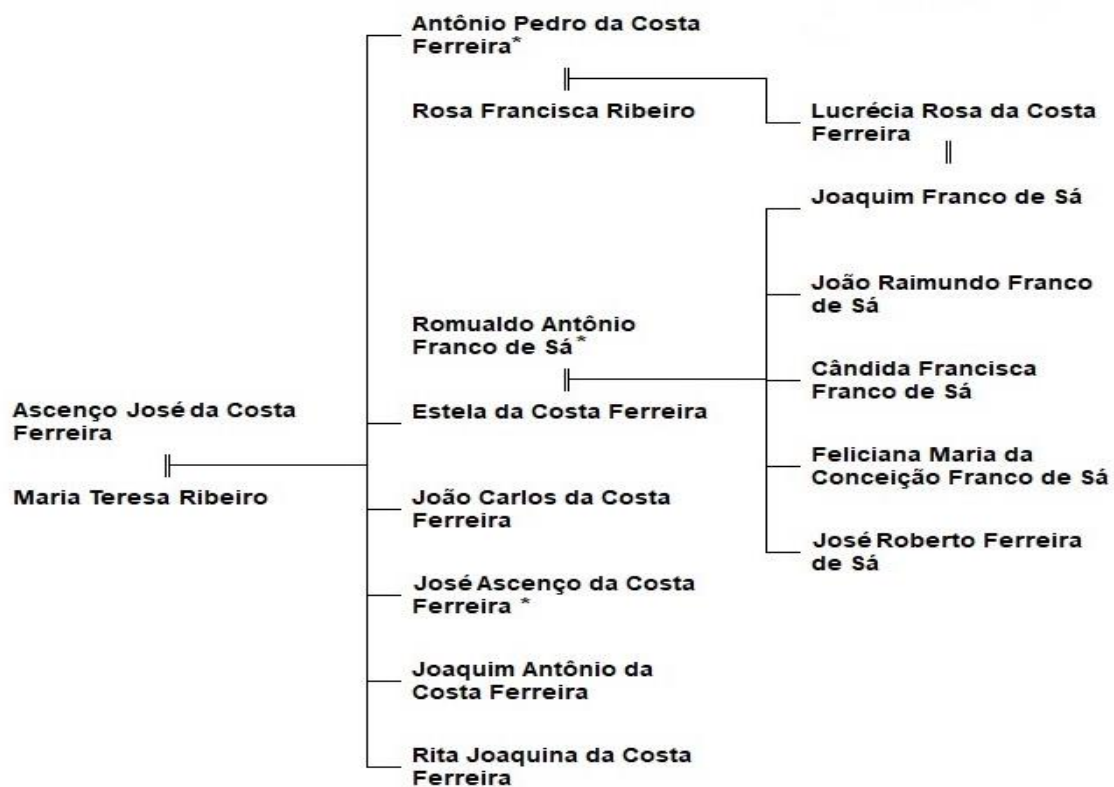 Antônio Pedro da Costa
Ferreira*
Rosa Francisca Ribeiro
Lucrécia Rosa da Costa
Ferreira
Joaquim Franco de Sá
João Raimundo Franco
de Sá
Romualdo Antônio
Franco de Sá*
Cândida Francisca
Franco de Sá
Ascenço José da Costa
Ferreira
Estela da Costa Ferreira
Feliciana Maria da
Conceição Franco de Sá
Maria Teresa Ribeiro
João Carlos da Costa
Ferreira
José Roberto Ferreira
de Sá
José Ascenço da Costa
Ferreira *
Joaquim Antônio da
Costa Ferreira
Rita Joaquina da Costa
Ferreira